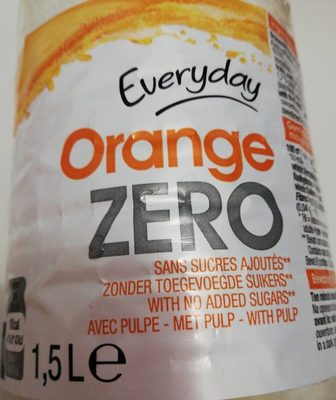 Everyday
Orange
ZERO
SANS SUCRES AJOUTÉS**
ZONDER TOEGEVOEGDE SUIKERS**
WITH NO ADDED SUGARS**
AVEC PULPE - MET PULP - WITH PULP
1,5L e